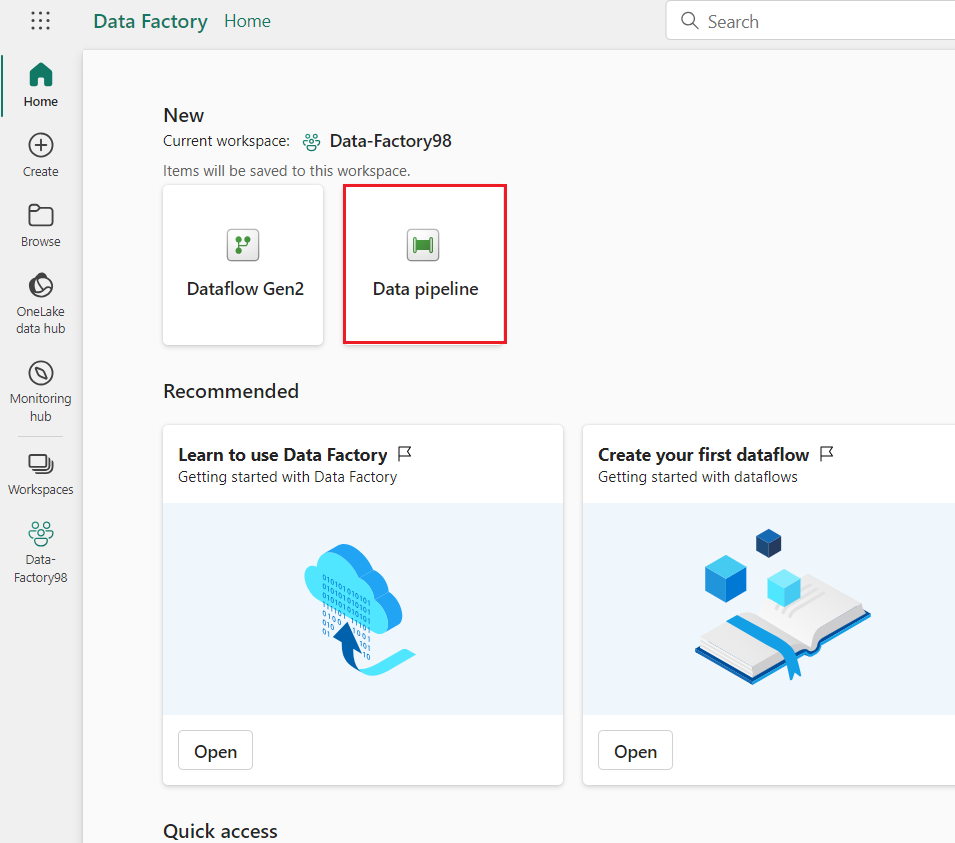 Data Factory Home
Search
Home
Create
Browse
OneLake
data hub
Monitoring
hub
Workspaces
Data-
Factory98
New
Current workspace: Data-Factory98
Items will be saved to this workspace.
Dataflow Gen2
Data pipeline
Recommended
Learn to use Data Factory
Getting started with Data Factory
Open
Create your first dataflow
Getting started with dataflows
Open
Quick access